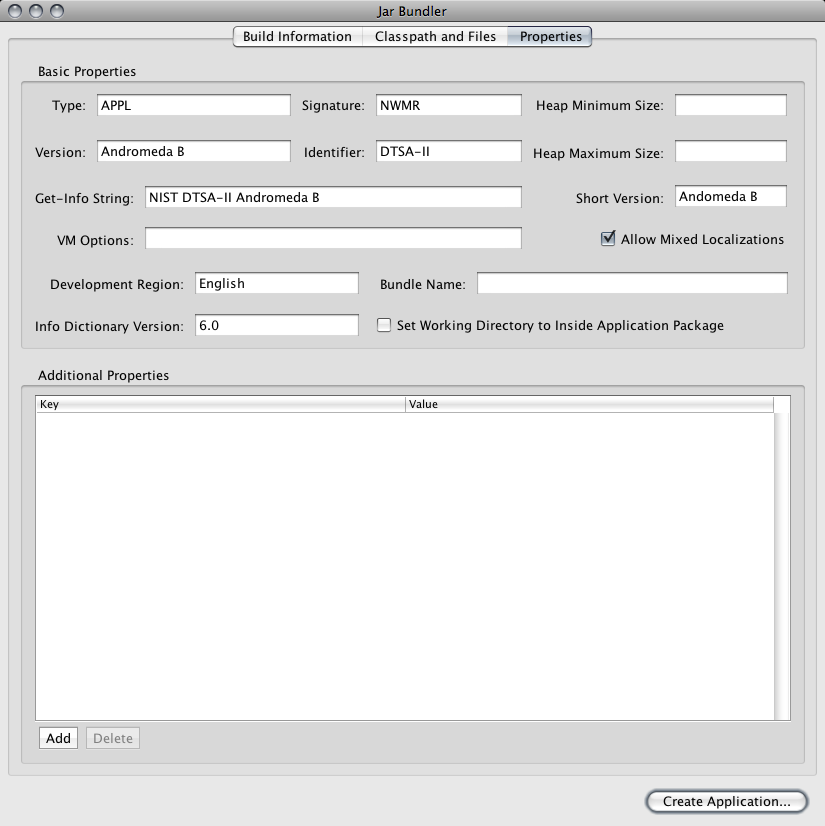 Jar Bundler
Build Information Classpath and Files Properties
Basic Properties
Type: APPL Signature: NWMR Heap Minimum Size:
Version: Andromeda B Identifier: DTSA-II Heap Maximum Size:
Get-Info String: NIST DTSA-II Andromeda B Short Version: Andomeda B
VM Options: Allow Mixed Localizations
Development Region: English Bundle Name:
Info Dictionary Version: 6.0 Set Working Directory to Inside Application Package
Additional Properties
Key Value
Add Delete
Create Application...